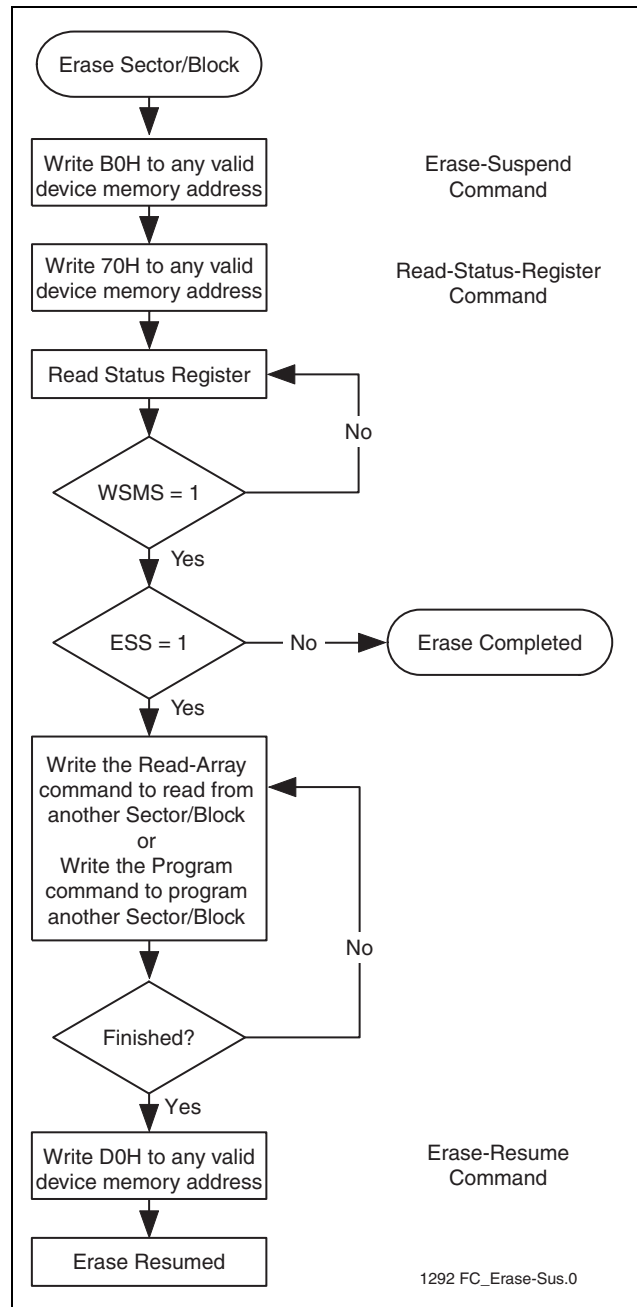 Erase Sector/Block
Write B0H to any valid
device memory address
Erase-Suspend
Command
Write 70H to any valid
device memory address
Read-Status-Register
Command
Read Status Register
No
WSMS = 1
Yes
ESS = 1
No
Erase Completed
Yes
Write the Read-Array
command to read from
another Sector/Block
or
Write the Program
command to program
another Sector/Block
No
Finished?
Yes
Write D0H to any valid
device memory address
Erase-Resume
Command
Erase Resumed
1292 FC_Erase-Sus.0